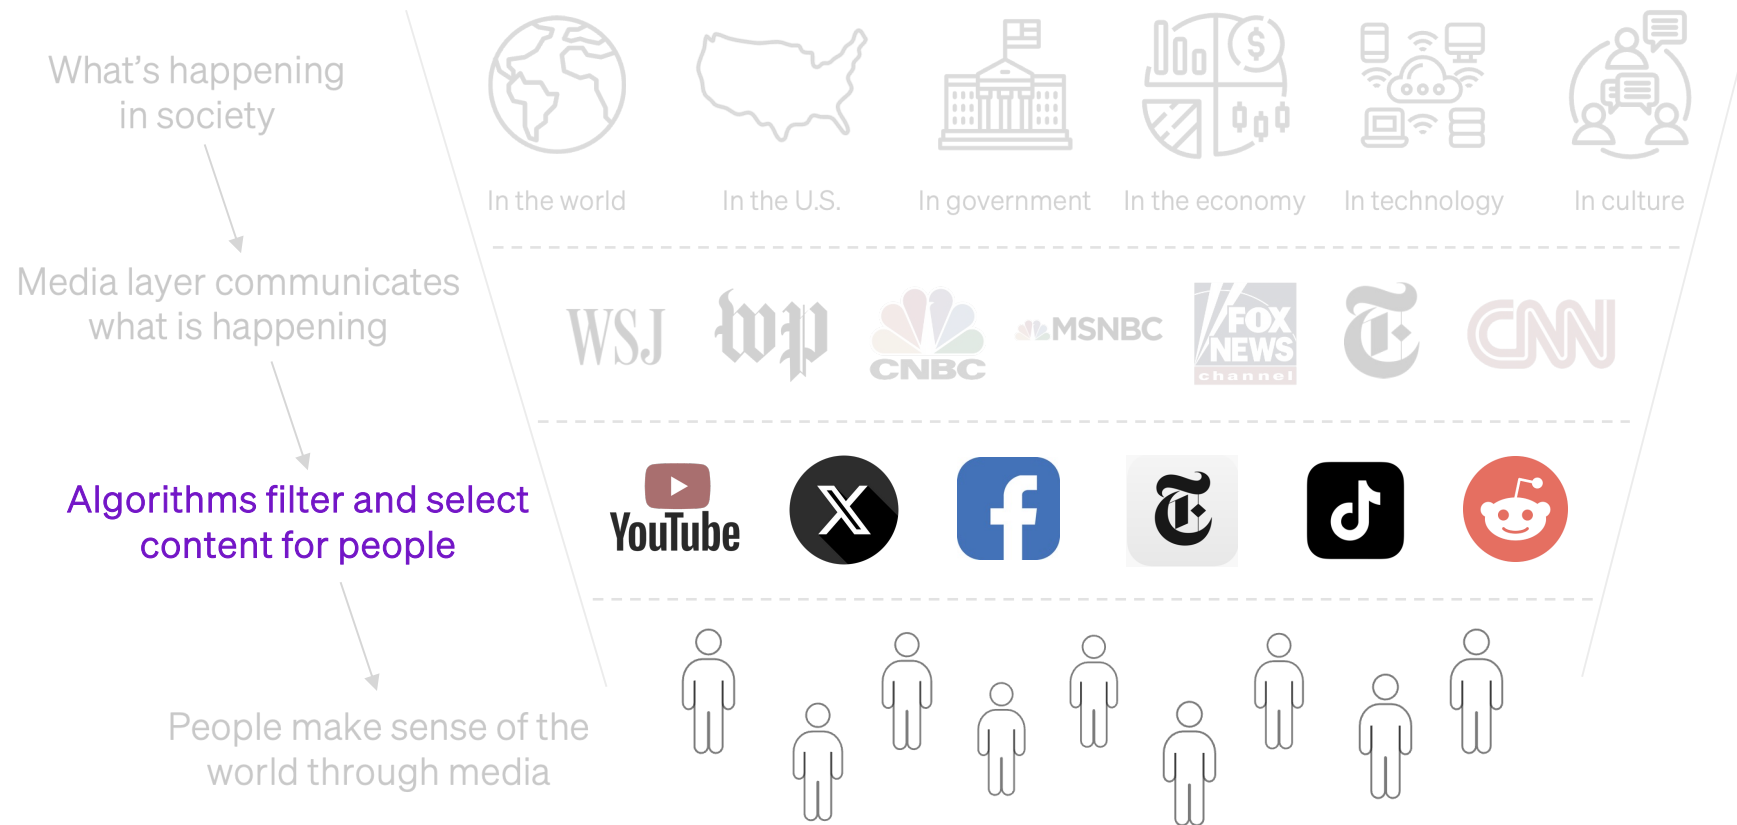 What's happening
in society
In the world
In the U.S.
In government
In the economy
In technology
In culture
Media layer communicates
what is happening
WSJ
wp
CNBC
MSNBC
FOX
NEWS
channel
T
CNN
Algorithms filter and select
content for people
YouTube
X
f
T
People make sense of the
world through media